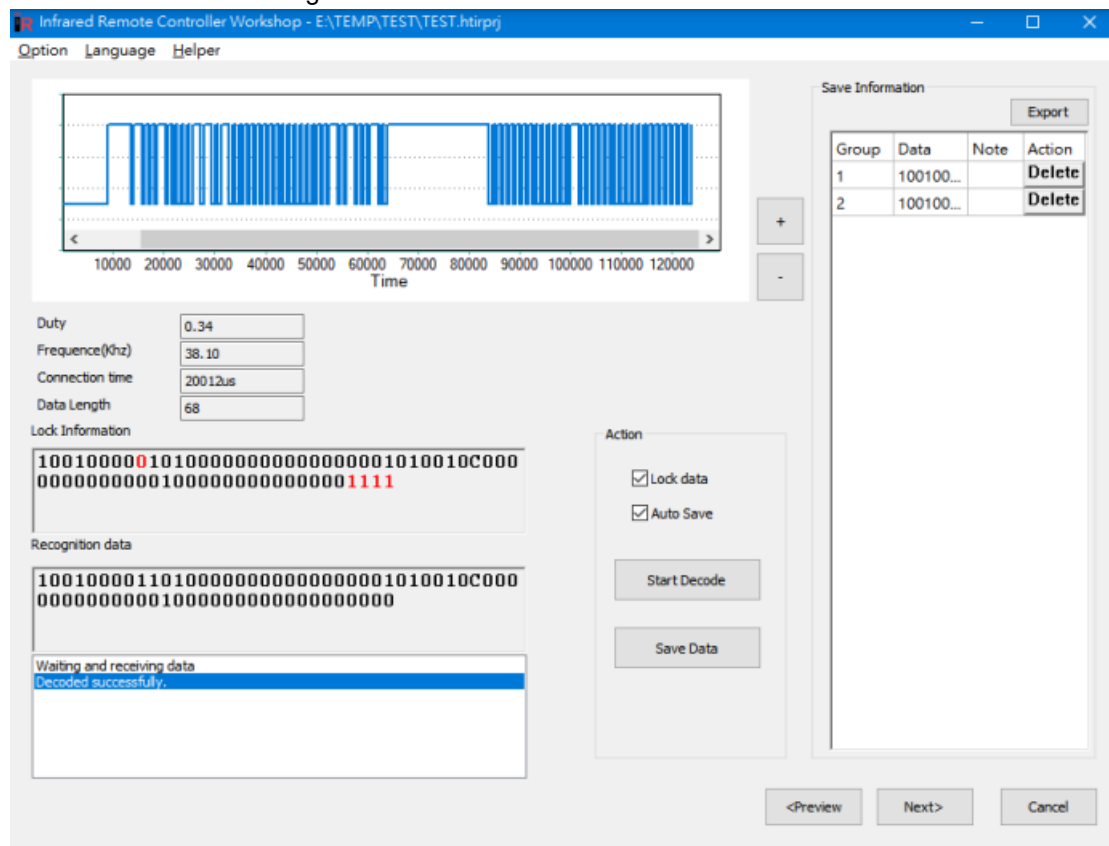 Infrared Remote Controller Workshop - E:\TEMP\TEST\TEST.htirprj
Option Language Helper
10000 20000 30000 40000 50000 60000 70000 80000 90000 100000 110000 120000
Time
+
-
Duty 0.34
Frequence(Khz) 38.10
Connection time 20012us
Data Length 68
Lock Information
100100000101000000000000000001010010C000
0000000000010000000000000001111
Recognition data
100100001101000000000000000001010010C000
0000000000010000000000000000000
Waiting and receiving data
Decoded successfully.
Action
Lock data
Auto Save
Start Decode
Save Data
Save Information
Export
Group Data Note Action
1 100100... Delete
2 100100... Delete
<Preview Next> Cancel